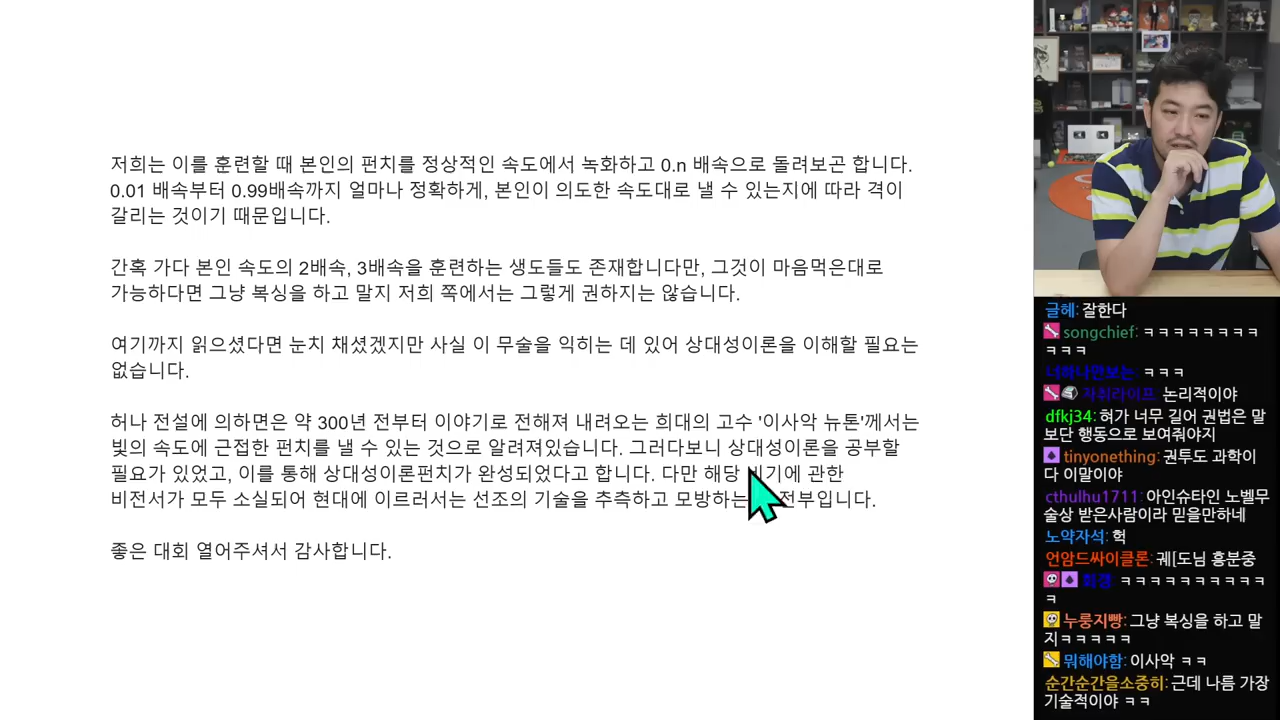 저희는 이를 훈련할 때 본인의 펀치를 정상적인 속도에서 녹화하고 0.n 배속으로 돌려보곤 합니다.
0.01 배속부터 0.99배속까지 얼마나 정확하게, 본인이 의도한 속도대로 낼 수 있는지에 따라 격이
갈리는 것이기 때문입니다.
간혹 가다 본인 속도의 2배속, 3배속을 훈련하는 생도들도 존재합니다만, 그것이 마음먹은대로
가능하다면 그냥 복싱을 하고 말지 저희 쪽에서는 그렇게 권하지는 않습니다.
여기까지 읽으셨다면 눈치 채셨겠지만 사실 이 무술을 익히는 데 있어 상대성이론을 이해할 필요는
없습니다.
허나 전설에 의하면은 약 300년 전부터 이야기로 전해져 내려오는 희대의 고수 '이사악 뉴톤'께서는
빛의 속도에 근접한 펀치를 낼 수 있는 것으로 알려져있습니다. 그러다보니 상대성이론을 공부할
필요가 있었고, 이를 통해 상대성이론펀치가 완성되었다고 합니다. 다만 해당 관한
비전서가 모두 소실되어 현대에 이르러서는 선조의 기술을 추측하고 모방하는 전부입니다.
좋은 대회 열어주셔서 감사합니다.
글헤: 잘한다
songchief: ㅋㅋㅋㅋㅋㅋㅋㅋ
ㅋㅋㅋ
너하나만보는: ㅋㅋㅋ
자취라이프: 논리적이야
dfkj34: 혀가 너무 길어 권법은 말
보단 행동으로 보여줘야지
tinyonething: 권투도 과학이
다 이말이야
cthulhu1711: 아인슈타인 노벨무
술상 받은사람이라 믿을만하네
노약자석: 헉
언암드싸이클론: 궤[도님 흥분중
ㅋㅋㅋㅋㅋㅋㅋㅋㅋㅋ
ㅋ
누룽지빵: 그냥 복싱을 하고 말
지ㅋㅋㅋㅋㅋ
뭐해야함: 이사악 ㅋㅋ
순간순간을소중히: 근데 나름 가장
기술적이야 ㅋㅋ